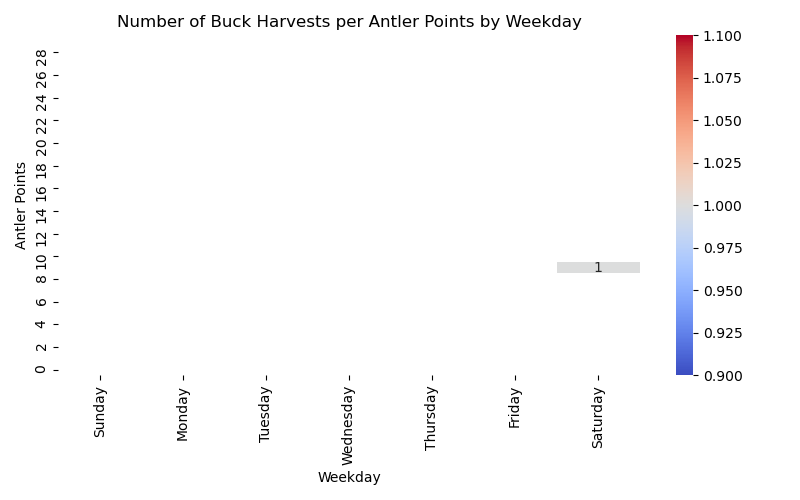 Number of Buck Harvests per Antler Points by Weekday
Antler Points
28
26
24
22
20
18
16
14
12
10
8
6
4
2
0
1
Sunday
Monday
Tuesday
Wednesday
Thursday
Friday
Saturday
Weekday
1.100
1.075
1.050
1.025
1.000
0.975
0.950
0.925
0.900